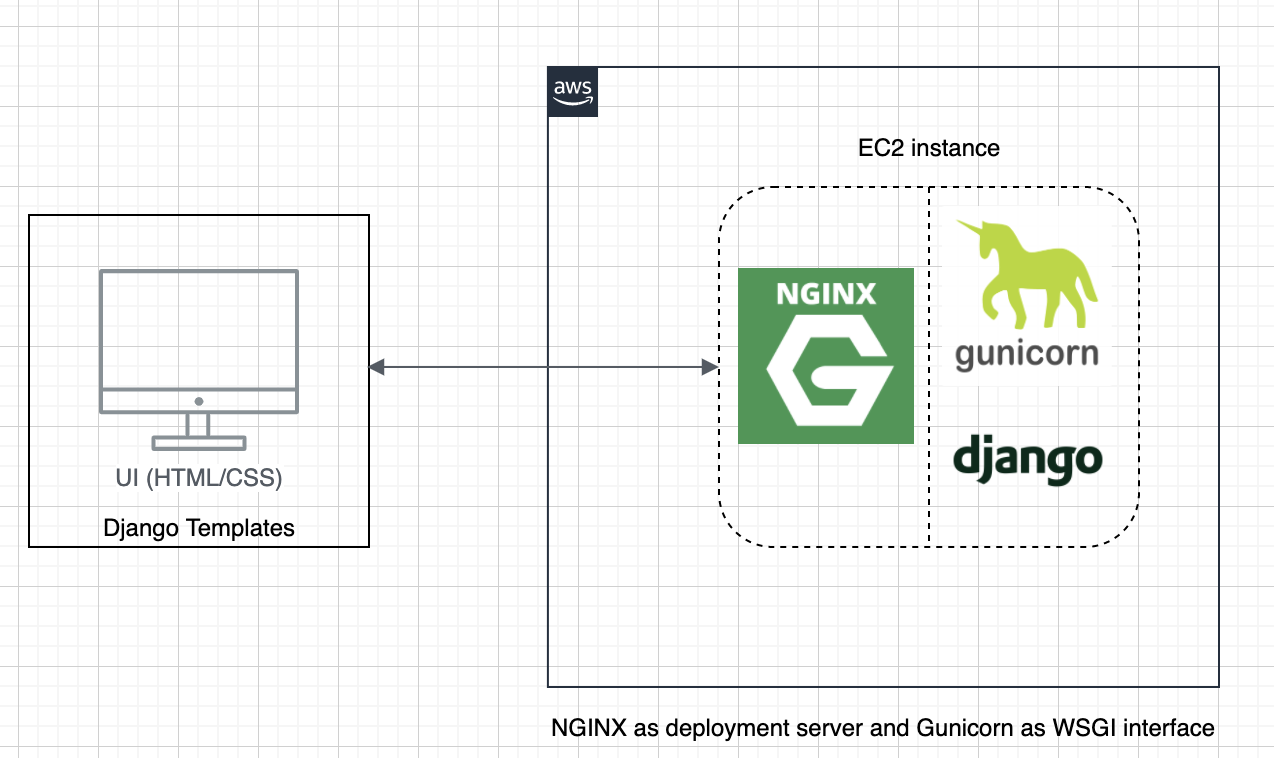 aws
EC2 instance
NGINX
gunicorn
django
UI (HTML/CSS)
Django Templates
NGINX as deployment server and Gunicorn as WSGI interface